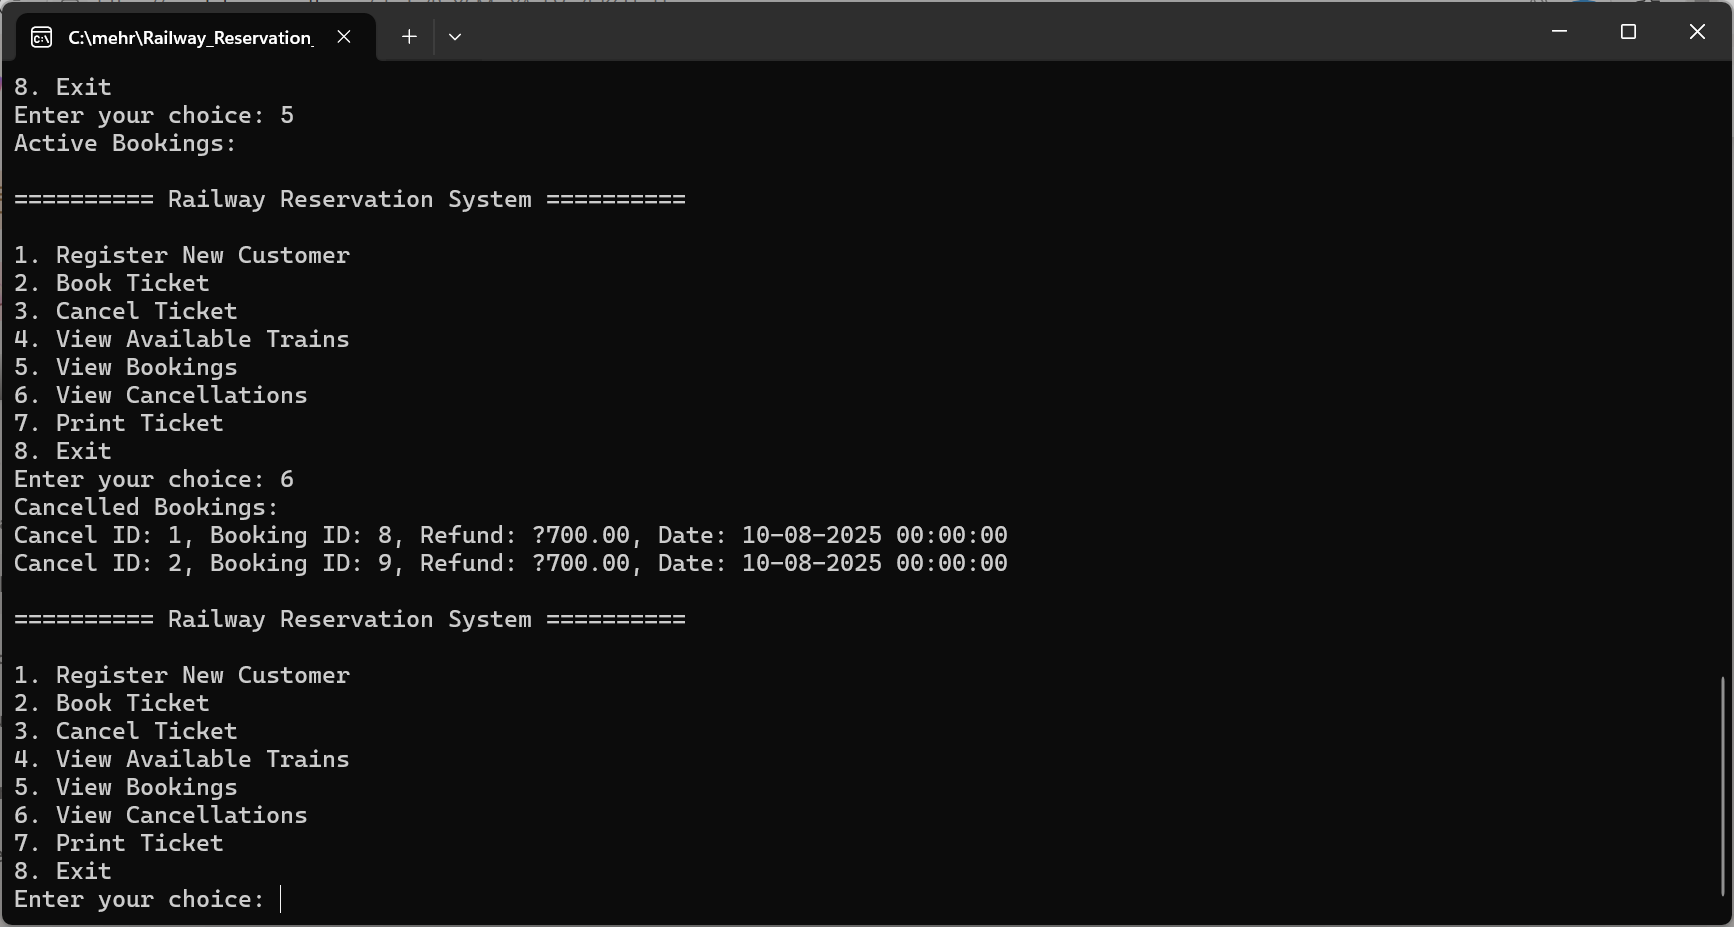 C:\mehr\Railway_Reservation_
8. Exit
Enter your choice: 5
Active Bookings:
========== Railway Reservation System ==========
1. Register New Customer
2. Book Ticket
3. Cancel Ticket
4. View Available Trains
5. View Bookings
6. View Cancellations
7. Print Ticket
8. Exit
Enter your choice: 6
Cancelled Bookings:
Cancel ID: 1, Booking ID: 8, Refund: ?700.00, Date: 10-08-2025 00:00:00
Cancel ID: 2, Booking ID: 9, Refund: ?700.00, Date: 10-08-2025 00:00:00
========== Railway Reservation System ==========
1. Register New Customer
2. Book Ticket
3. Cancel Ticket
4. View Available Trains
5. View Bookings
6. View Cancellations
7. Print Ticket
8. Exit
Enter your choice: